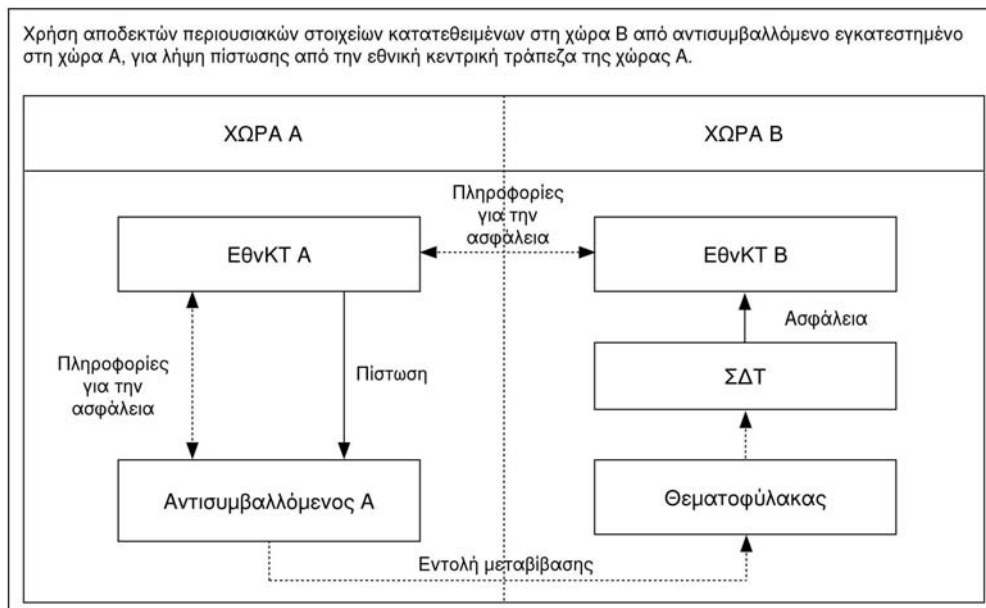 Χρήση αποδεκτών περιουσιακών στοιχείων κατατεθειμένων στη χώρα Β από αντισυμβαλλόμενο εγκατεστημένο
στη χώρα Α, για λήψη πίστωσης από την εθνική κεντρική τράπεζα της χώρας Α.
ΧΩΡΑ Α
ΧΩΡΑ Β
Πληροφορίες
για την
ασφάλεια
ΕθνΚΤ Α
ΕθνΚΤ Β
Ασφάλεια
Πληροφορίες
για την
ασφάλεια
Πίστωση
ΣΔΤ
Αντισυμβαλλόμενος Α
Θεματοφύλακας
Εντολή μεταβίβασης